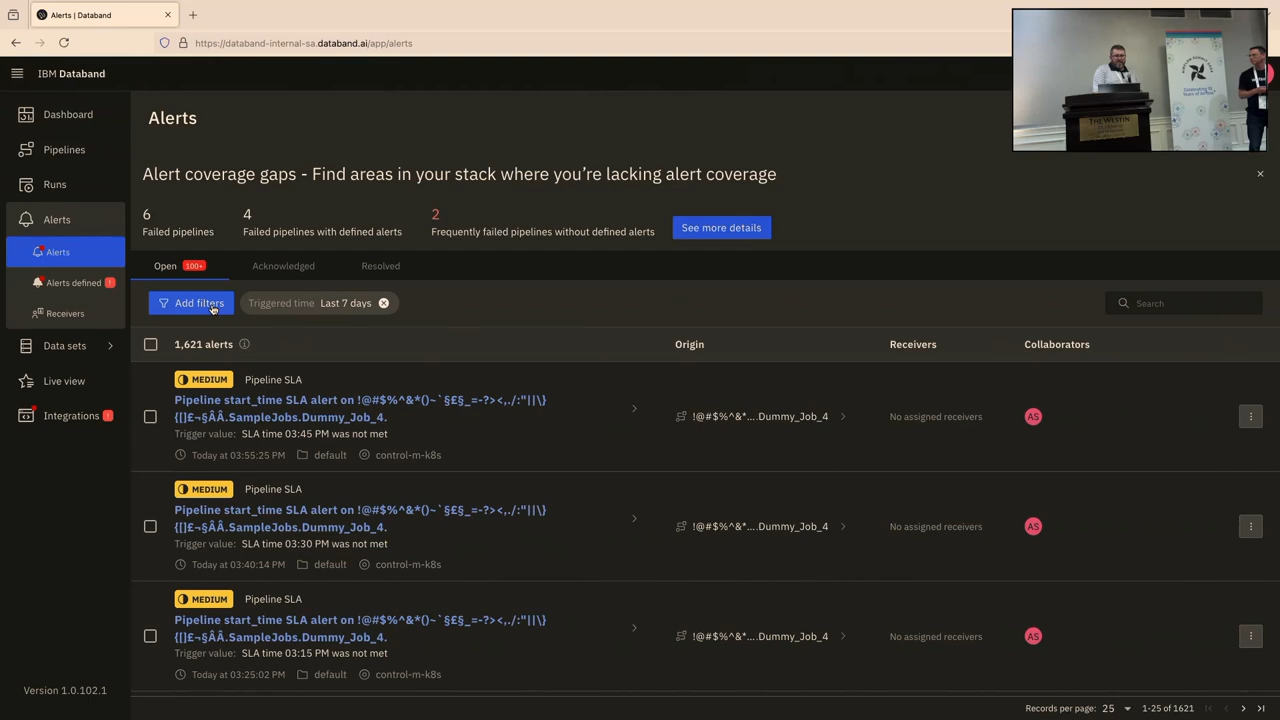 Alerts | Databand
https://databand-internal-sa.databand.ai/app/alerts
IBM Databand
Dashboard
Pipelines
Runs
Alerts
Alerts
Alerts defined
Receivers
Data sets
Live view
Integrations
Version 1.0.102.1
Alerts
Alert coverage gaps - Find areas in your stack where you're lacking alert coverage
6
Failed pipelines
4
Failed pipelines with defined alerts
2
Frequently failed pipelines without defined alerts
See more details
Open 100+ Acknowledged Resolved
Add filters Triggered time Last 7 days Search
1,621 alerts Origin Receivers Collaborators
MEDIUM Pipeline SLA
Pipeline start_time SLA alert on !@#$%^&*()~`§£§_=-?><,./:"||\}
{[]£¬§ÂÂ.SampleJobs.Dummy_Job_4.
Trigger value: SLA time 03:45 PM was not met
Today at 03:55:25 PM default control-m-k8s
!@#$%^&*....Dummy_Job_4
No assigned receivers
AS
MEDIUM Pipeline SLA
Pipeline start_time SLA alert on !@#$%^&*()~`§£§_=-?><,./:"||\}
{[]£¬§ÂÂ.SampleJobs.Dummy_Job_4.
Trigger value: SLA time 03:30 PM was not met
Today at 03:40:14 PM default control-m-k8s
!@#$%^&*....Dummy_Job_4
No assigned receivers
AS
MEDIUM Pipeline SLA
Pipeline start_time SLA alert on !@#$%^&*()~`§£§_=-?><,./:"||\}
{[]£¬§ÂÂ.SampleJobs.Dummy_Job_4.
Trigger value: SLA time 03:15 PM was not met
Today at 03:25:02 PM default control-m-k8s
!@#$%^&*....Dummy_Job_4
No assigned receivers
AS
Records per page: 25 1-25 of 1621
THE WESTIN